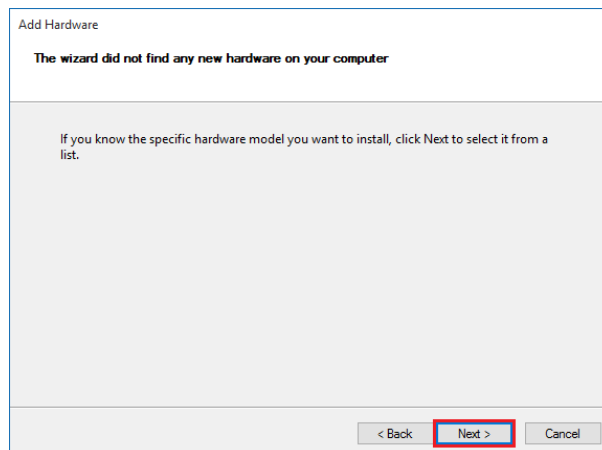 Add Hardware
The wizard did not find any new hardware on your computer
If you know the specific hardware model you want to install, click Next to select it from a
list.
< Back Next > Cancel